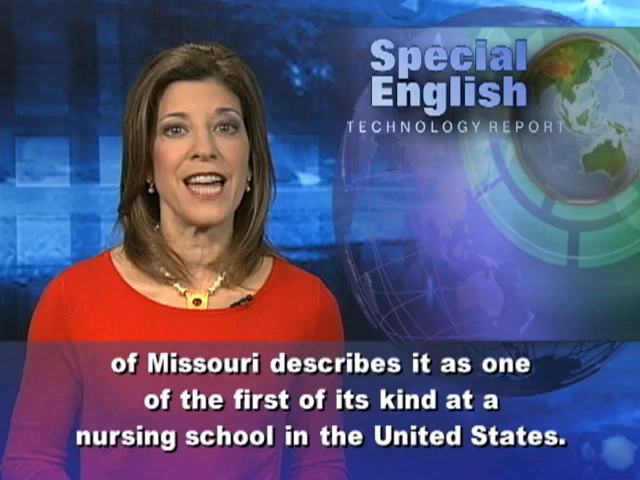 Special
English
TECHNOLOGY REPORT
of Missouri describes it as one
of the first of its kind at a
nursing school in the United States.